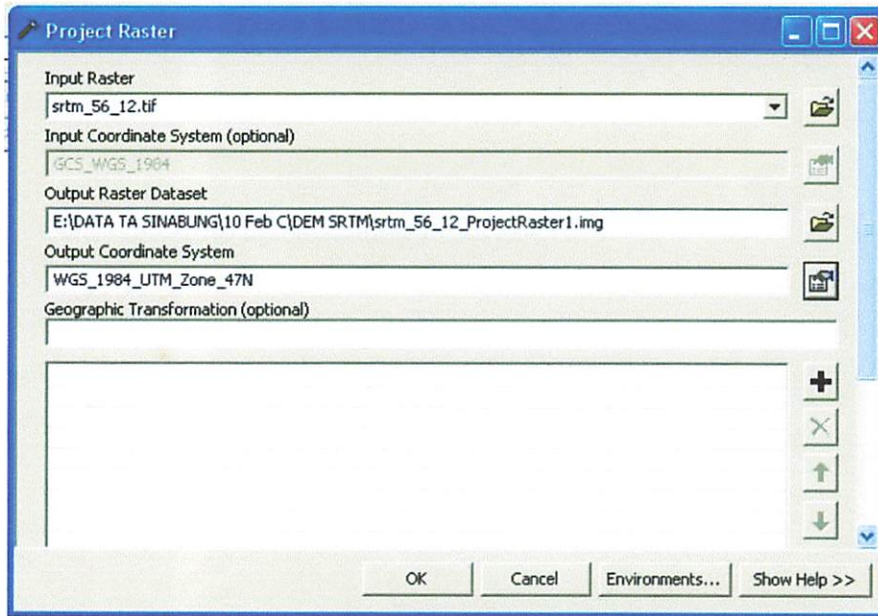 Project Raster
Input Raster
srtm_56_12.tif
Input Coordinate System (optional)
GCS_WGS_1984
Output Raster Dataset
E:\DATA TA SINABUNG\10 Feb C\DEM SRTM\srtm_56_12_ProjectRaster1.img
Output Coordinate System
WGS_1984_UTM_Zone_47N
Geographic Transformation (optional)
OK Cancel Environments... Show Help >>